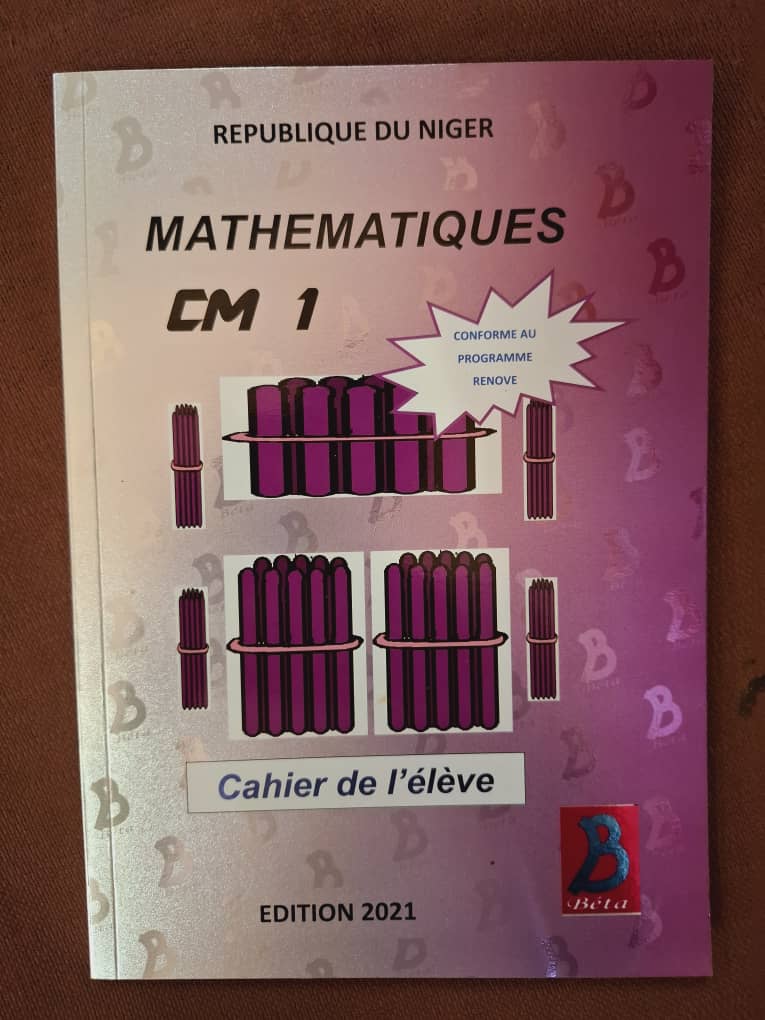 REPUBLIQUE DU NIGER
MATHEMATIQUES
CM 1
CONFORME AU
PROGRAMME
RENOVE
Cahier de l'élève
B
Béta
EDITION 2021